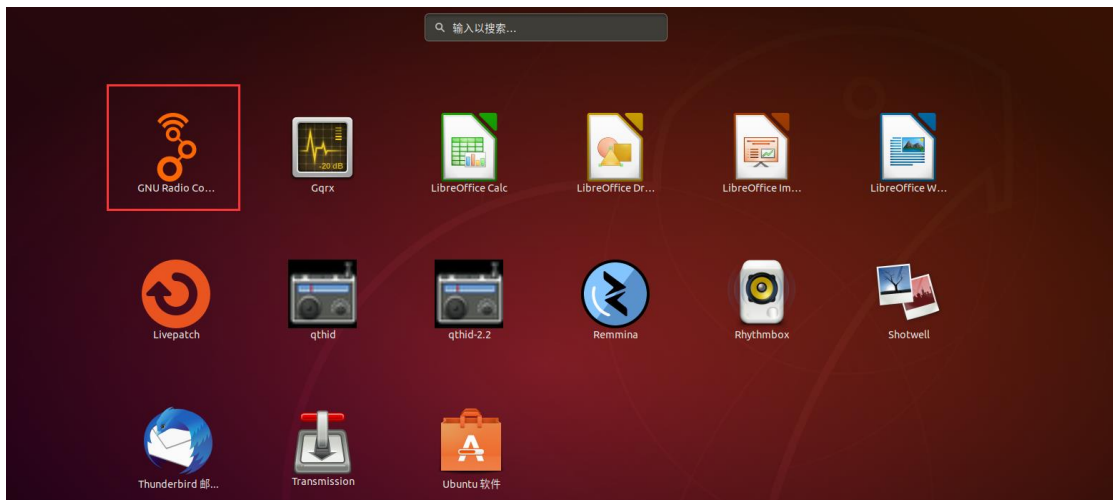 输入以搜索...
GNU Radio Co...
-20 dB
Gqrx
LibreOffice Calc
LibreOffice Dr...
LibreOffice Im...
LibreOffice W...
Livepatch
qthid
qthid-2.2
Remmina
Rhythmbox
Shotwell
Thunderbird 邮...
Transmission
Ubuntu 软件